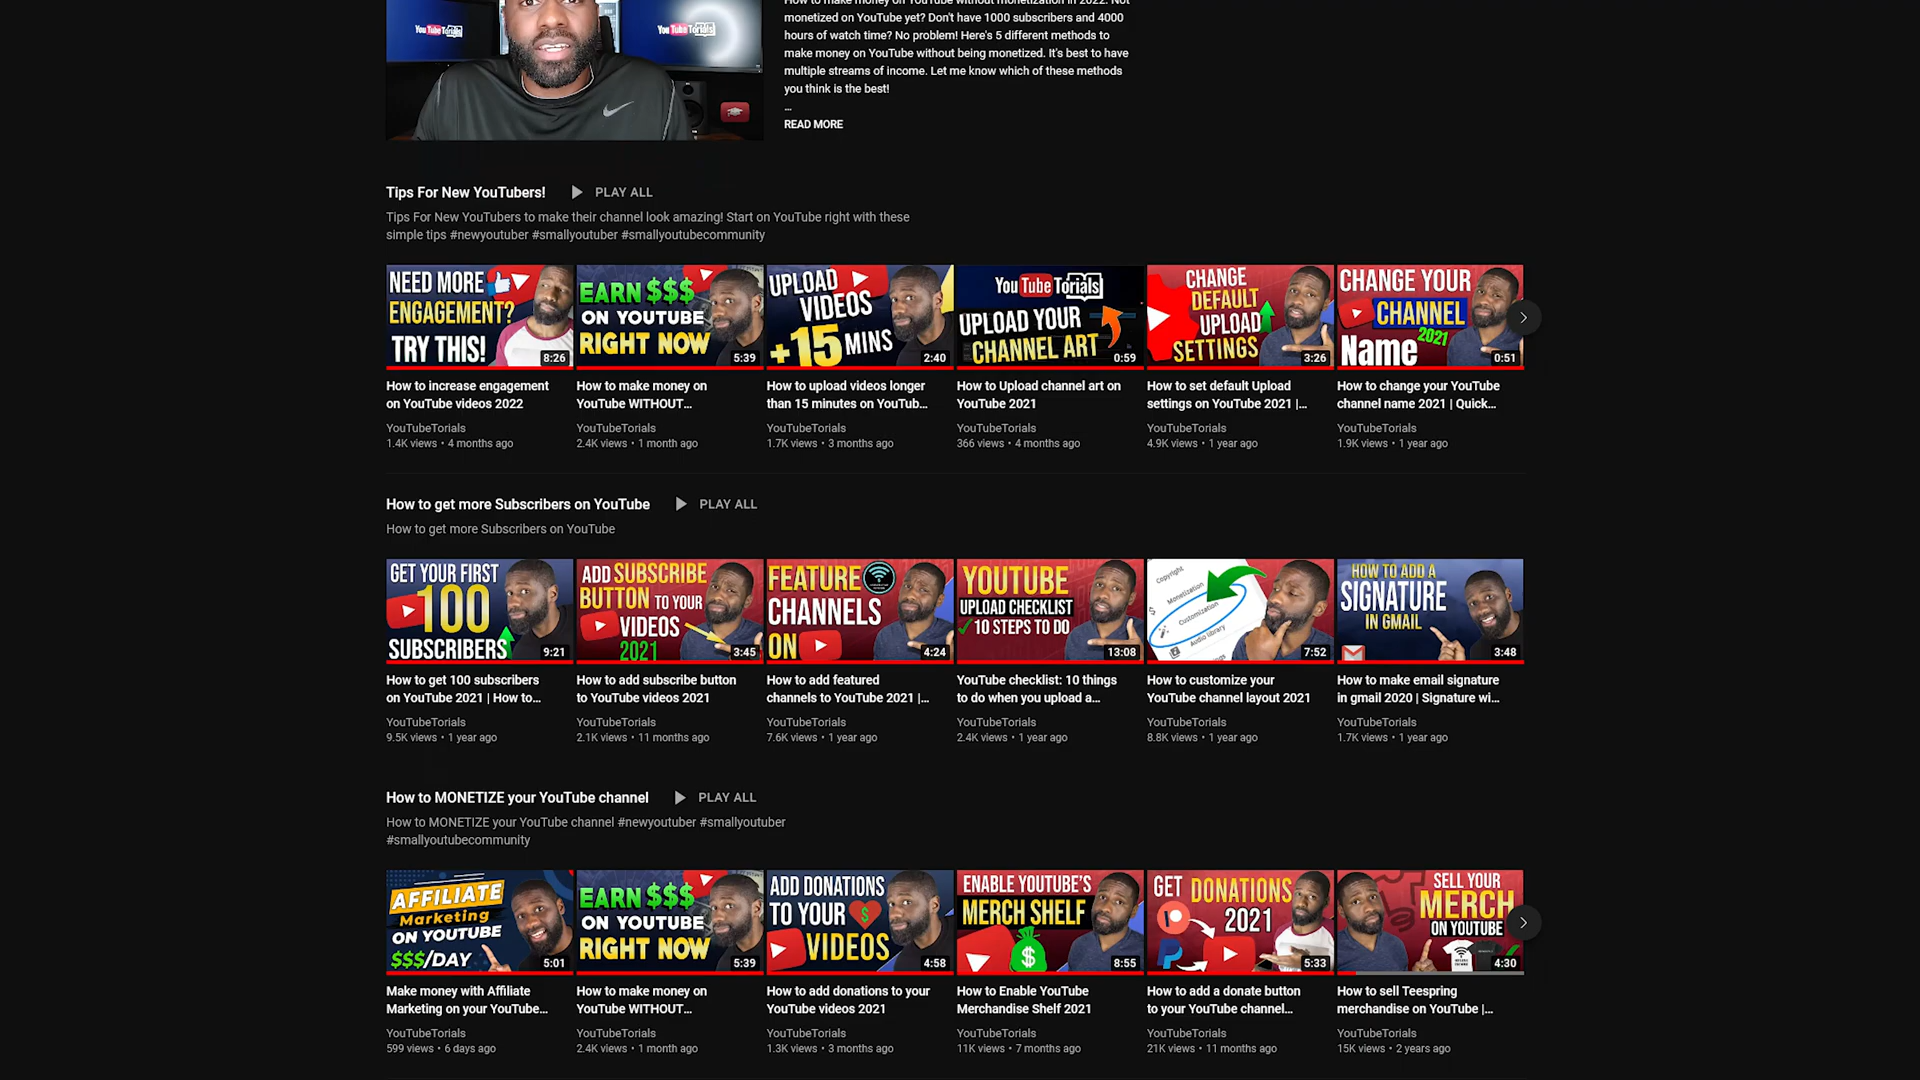 How to make money on YouTube without monetization in 2022. Not
monetized on YouTube yet? Don't have 1000 subscribers and 4000
hours of watch time? No problem! Here's 5 different methods to
make money on YouTube without being monetized. It's best to have
multiple streams of income. Let me know which of these methods
you think is the best!
...
READ MORE
YouTubeTorials
YouTubeTorials
Tips For New YouTubers!
PLAY ALL
Tips For New YouTubers to make their channel look amazing! Start on YouTube right with these
simple tips #newyoutuber #smallyoutuber #smallyoutubecommunity
NEED MORE
ENGAGEMENT?
TRY THIS!
8:26
EARN $$$
ON YOUTUBE
RIGHT NOW
5:39
UPLOAD
VIDEOS
+15 MINS
2:40
YouTubeTorials
UPLOAD YOUR
CHANNEL ART
0:59
CHANGE
DEFAULT
UPLOAD
SETTINGS
3:26
CHANGE YOUR
CHANNEL
2021
Name
0:51
How to increase engagement
on YouTube videos 2022
YouTubeTorials
1.4K views • 4 months ago
How to make money on
YouTube WITHOUT...
YouTubeTorials
2.4K views • 1 month ago
How to upload videos longer
than 15 minutes on YouTub...
YouTubeTorials
1.7K views • 3 months ago
How to Upload channel art on
YouTube 2021
YouTubeTorials
366 views • 4 months ago
How to set default Upload
settings on YouTube 2021 |...
YouTubeTorials
4.9K views • 1 year ago
How to change your YouTube
channel name 2021 | Quick...
YouTubeTorials
1.9K views • 1 year ago
How to get more Subscribers on YouTube
PLAY ALL
How to get more Subscribers on YouTube
GET YOUR FIRST
100
SUBSCRIBERS
9:21
ADD SUBSCRIBE
BUTTON TO YOUR
VIDEOS
2021
3:45
FEATURE
CHANNELS
ON
4:24
YOUTUBE
UPLOAD CHECKLIST
10 STEPS TO DO
13:08
Copyright
Monetization
Customization
Audio library
7:52
HOW TO ADD A
SIGNATURE
IN GMAIL
3:48
How to get 100 subscribers
on YouTube 2021 | How to...
YouTubeTorials
9.5K views • 1 year ago
How to add subscribe button
to YouTube videos 2021
YouTubeTorials
2.1K views • 11 months ago
How to add featured
channels to YouTube 2021 |...
YouTubeTorials
7.6K views • 1 year ago
YouTube checklist: 10 things
to do when you upload a...
YouTubeTorials
2.4K views • 1 year ago
How to customize your
YouTube channel layout 2021
YouTubeTorials
8.8K views • 1 year ago
How to make email signature
in gmail 2020 | Signature wi...
YouTubeTorials
1.7K views • 1 year ago
How to MONETIZE your YouTube channel
PLAY ALL
How to MONETIZE your YouTube channel #newyoutuber #smallyoutuber
#smallyoutubecommunity
AFFILIATE
Marketing
ON YOUTUBE
$$$/DAY
5:01
EARN $$$
ON YOUTUBE
RIGHT NOW
5:39
ADD DONATIONS
TO YOUR $
VIDEOS
4:58
ENABLE YOUTUBE'S
MERCH SHELF
$
8:55
GET DONATIONS
2021
5:33
SELL YOUR
MERCH
ON YOUTUBE
4:30
Make money with Affiliate
Marketing on your YouTube...
YouTubeTorials
599 views • 6 days ago
How to make money on
YouTube WITHOUT...
YouTubeTorials
2.4K views • 1 month ago
How to add donations to your
YouTube videos 2021
YouTubeTorials
1.3K views • 3 months ago
How to Enable YouTube
Merchandise Shelf 2021
YouTubeTorials
11K views • 7 months ago
How to add a donate button
to your YouTube channel...
YouTubeTorials
21K views • 11 months ago
How to sell Teespring
merchandise on YouTube |...
YouTubeTorials
15K views • 2 years ago